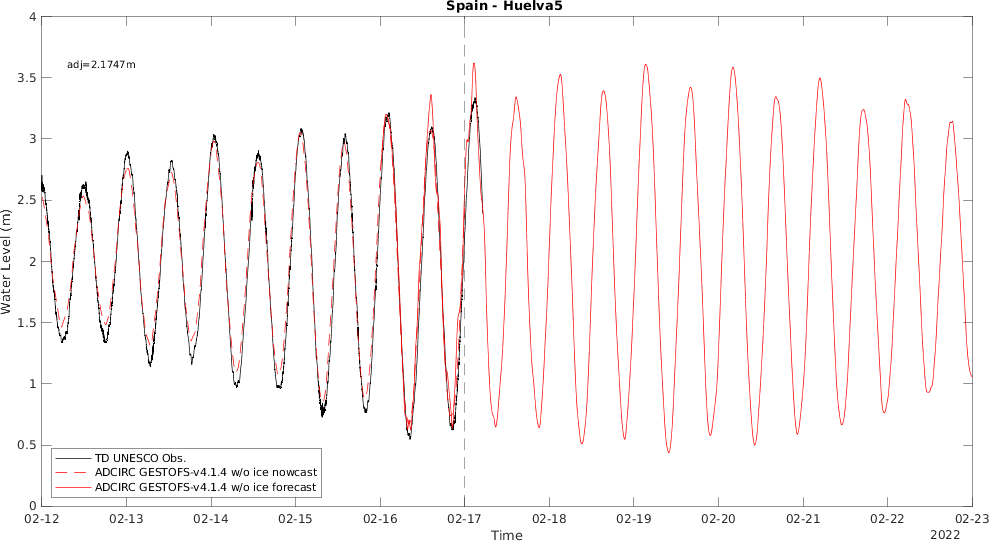 Spain - Huelva5
4
3.5
3
2.5
2
1.5
1
0.5
0
Water Level (m)
adj=2.1747m
TD UNESCO Obs.
ADCIRC GESTOFS-v4.1.4 w/o ice nowcast
ADCIRC GESTOFS-v4.1.4 w/o ice forecast
02-12 02-13 02-14 02-15 02-16 02-17 02-18 02-19 02-20 02-21 02-22 02-23
Time
2022